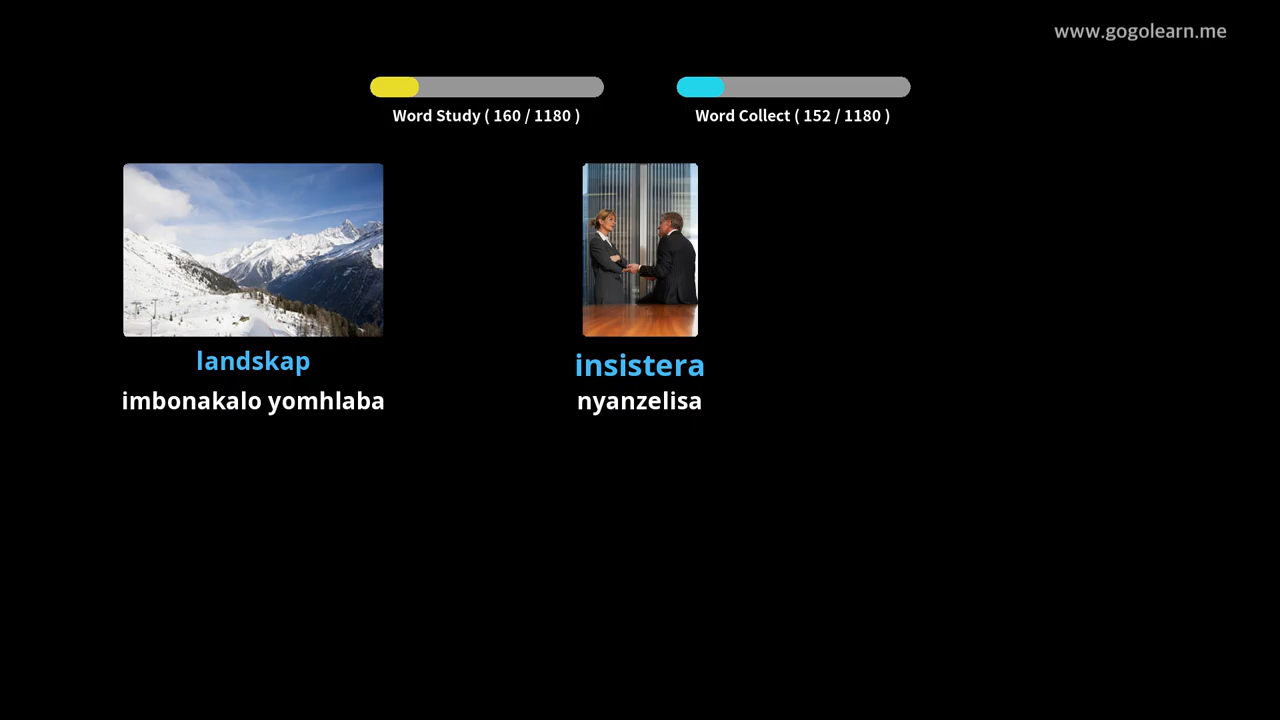 www.gogolearn.me
Word Study ( 160 / 1180 )
Word Collect ( 152 / 1180 )
landskap
imbonakalo yomhlaba
insistera
nyanzelisa